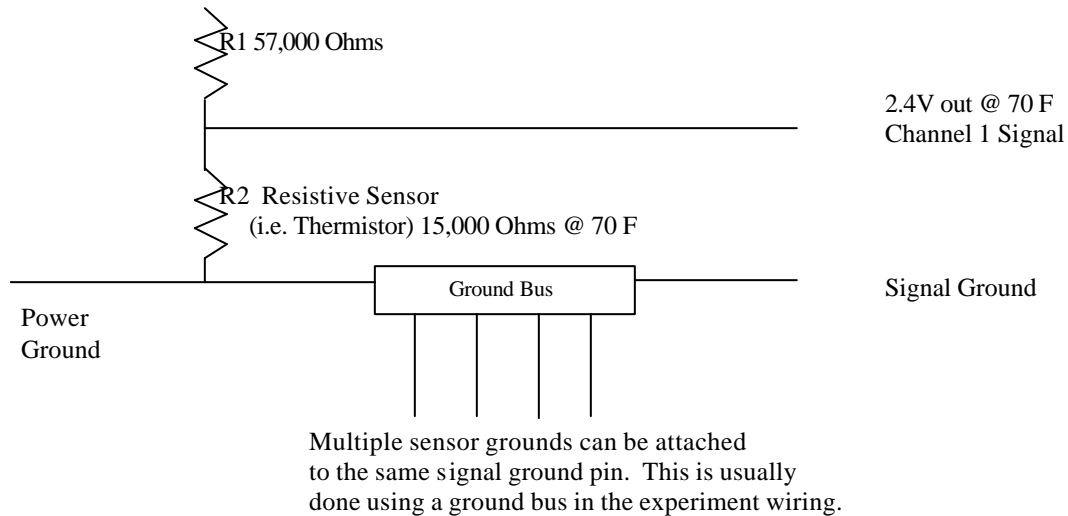 R1 57,000 Ohms
2.4V out @ 70 F
Channel 1 Signal
R2 Resistive Sensor
(i.e. Thermistor) 15,000 Ohms @ 70 F
Ground Bus
Signal Ground
Power
Ground
Multiple sensor grounds can be attached
to the same signal ground pin. This is usually
done using a ground bus in the experiment wiring.